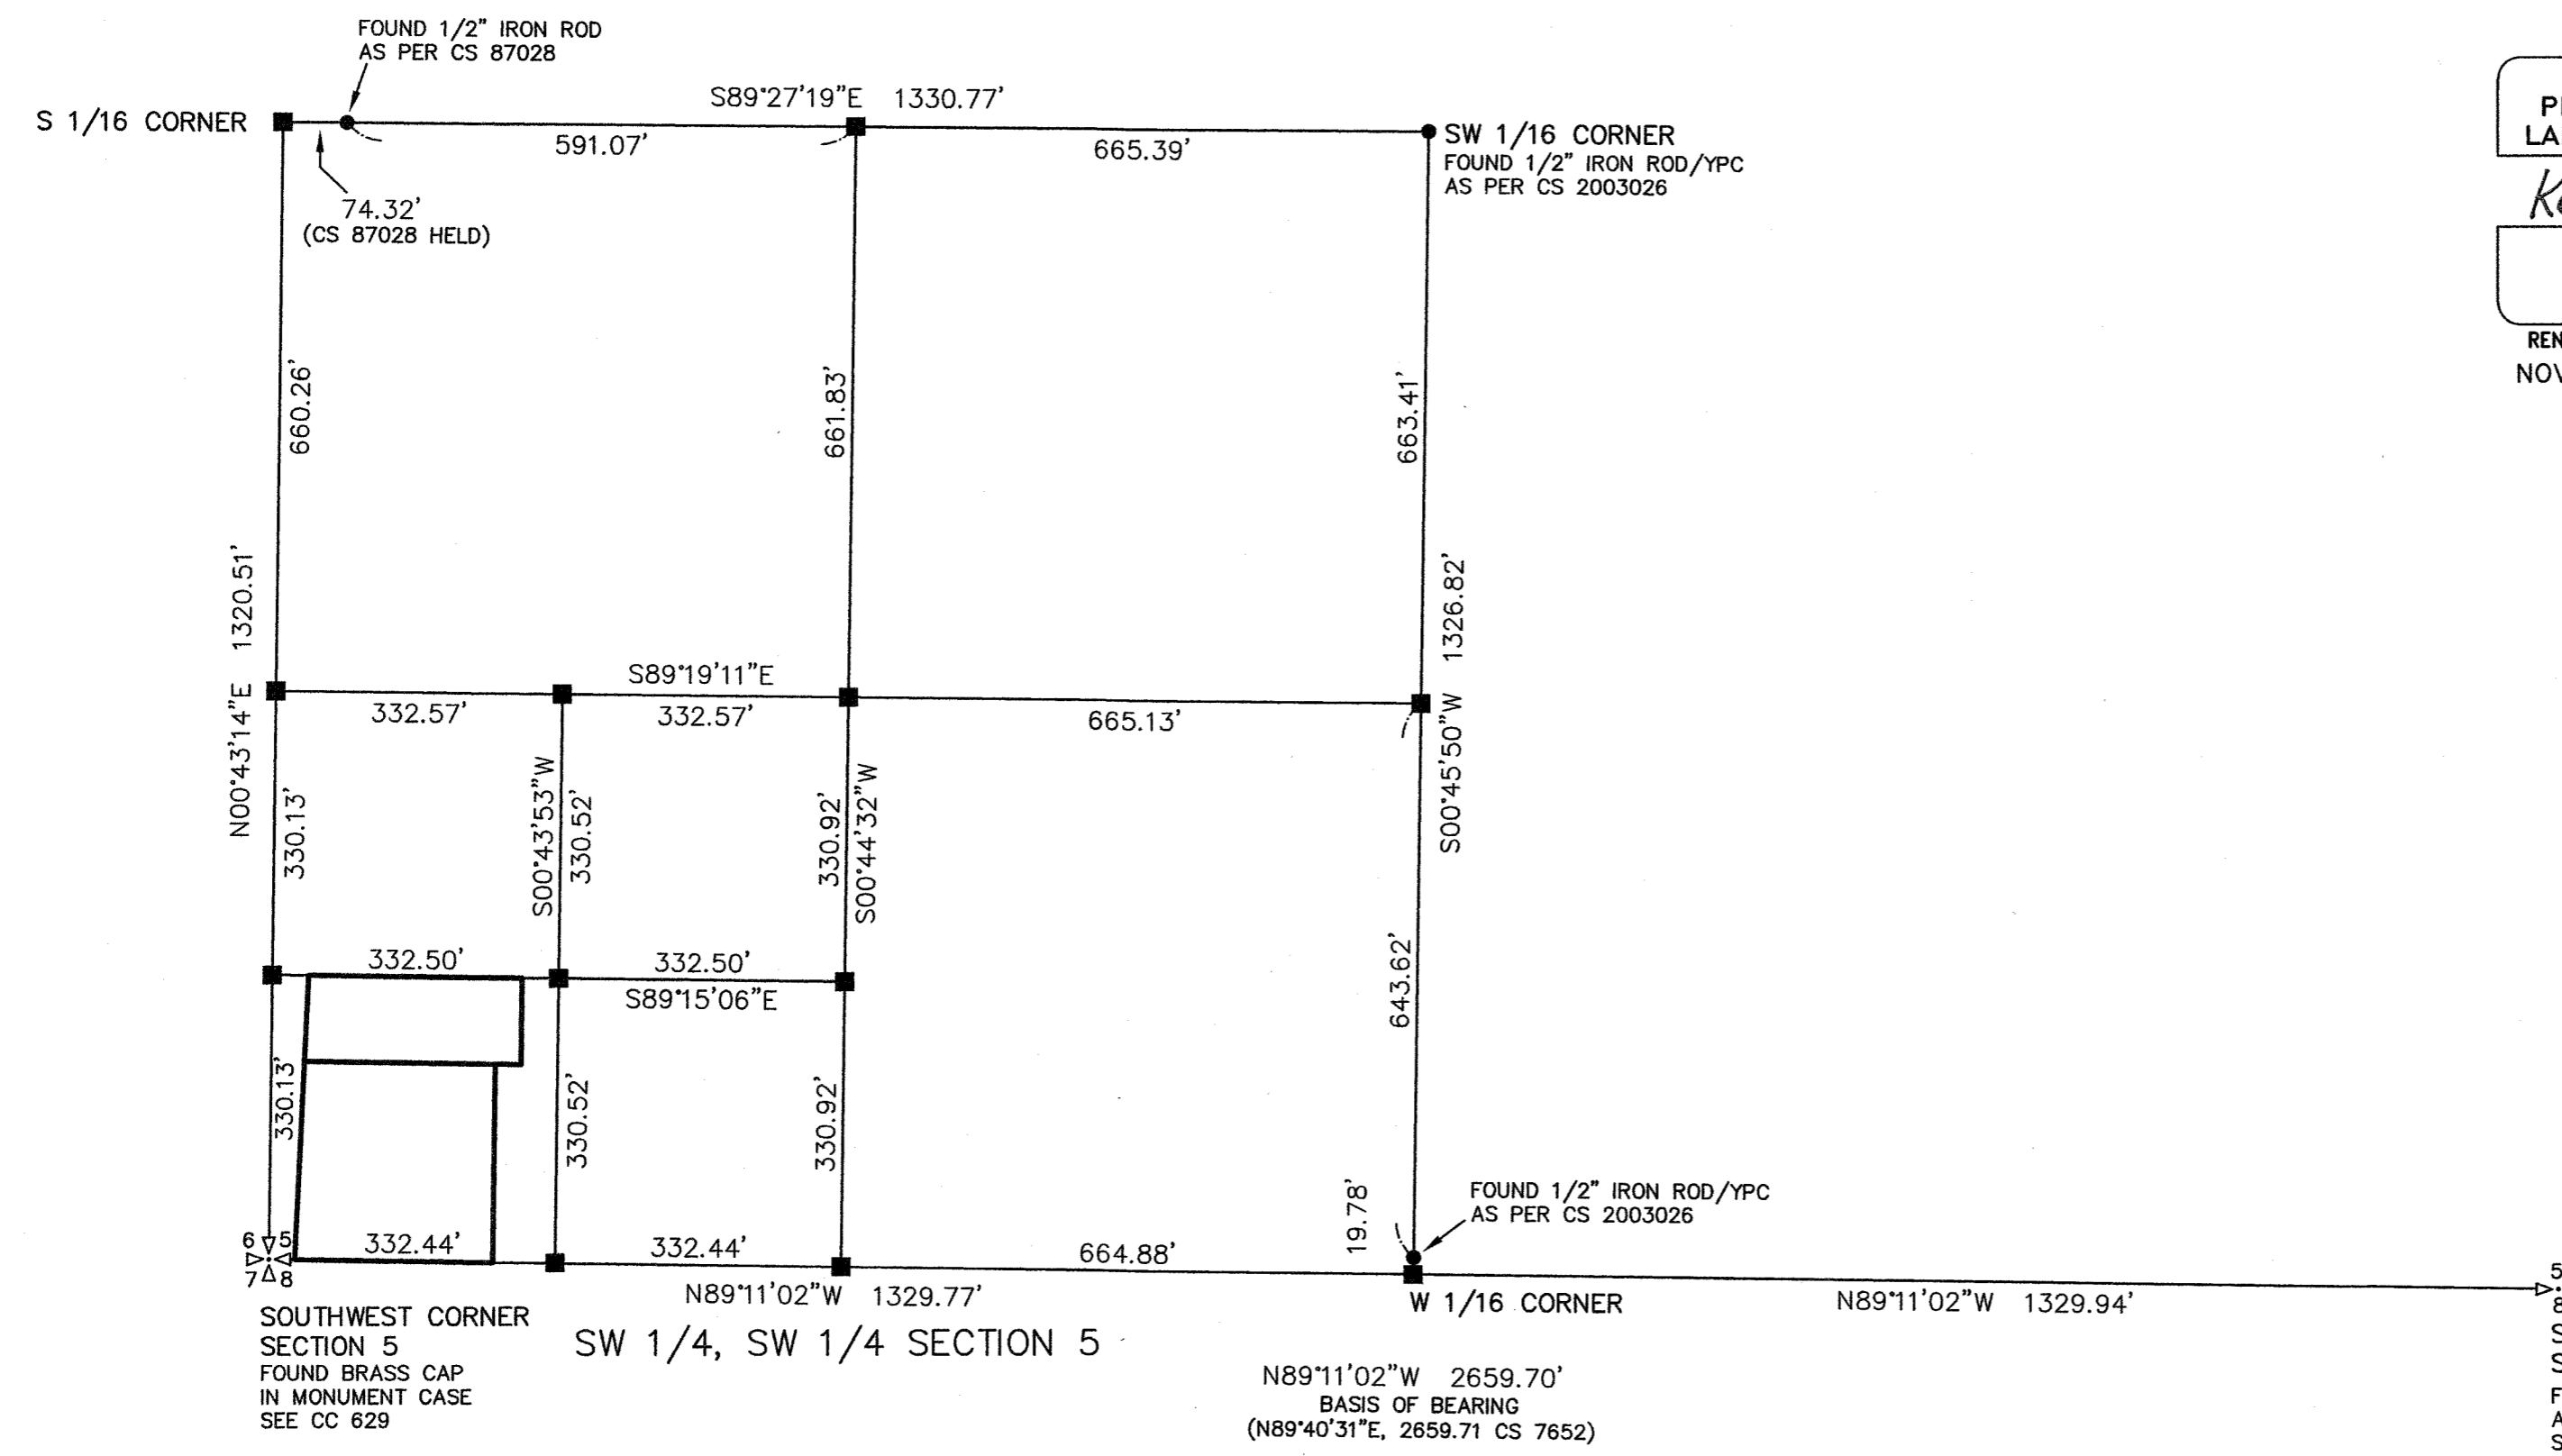 FOUND 1/2" IRON ROD
AS PER CS 87028
S 1/16 CORNER
S89°27'19"E 1330.77'
591.07'
665.39'
74.32'
(CS 87028 HELD)
SW 1/16 CORNER
FOUND 1/2" IRON ROD/YPC
AS PER CS 2003026
REN
NOV
660.26'
661.83'
663.41'
N00°43'14"E 1320.51'
S00°45'50"W 1326.82'
S89°19'11"E
332.57'
332.57'
665.13'
330.13'
S00°43'53"W
330.52'
330.92'
S00°44'32"W
332.50'
332.50'
S89°15'06"E
643.62'
330.13'
330.52'
330.92'
19.78'
FOUND 1/2" IRON ROD/YPC
AS PER CS 2003026
6 5
7 8
332.44'
332.44'
664.88'
N89°11'02"W 1329.77'
W 1/16 CORNER
N89°11'02"W 1329.94'
5
8
SOUTHWEST CORNER
SECTION 5
FOUND BRASS CAP
IN MONUMENT CASE
SEE CC 629
SW 1/4, SW 1/4 SECTION 5
N89°11'02"W 2659.70'
BASIS OF BEARING
(N89°40'31"E, 2659.71 CS 7652)